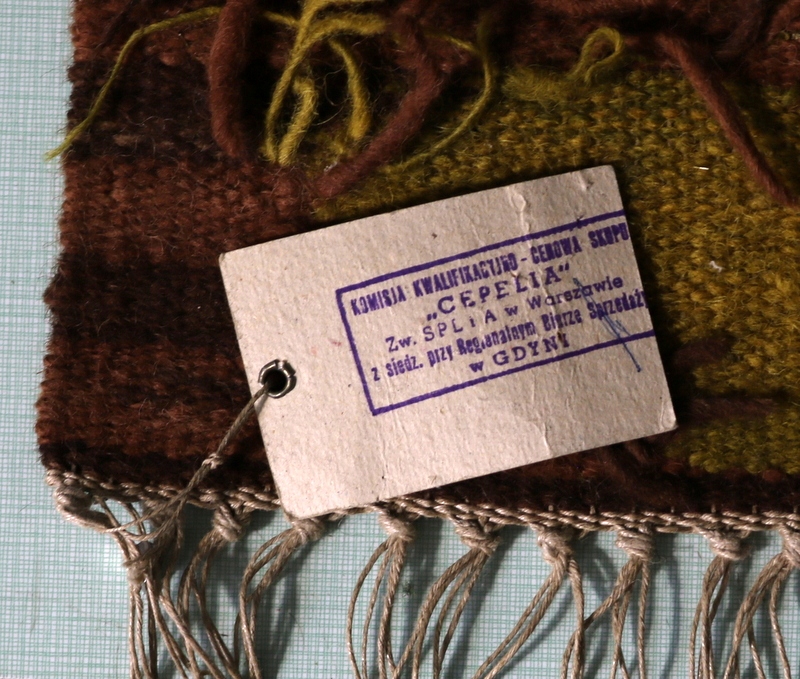 KOMISJA KWALIFIKACYJNO - CENOWA SKUPU
„CEPELIA"
Zw. SPLiA w Warszawie
z siedz. przy Regionalnym Biurze Sprzedaży
w GDYNI